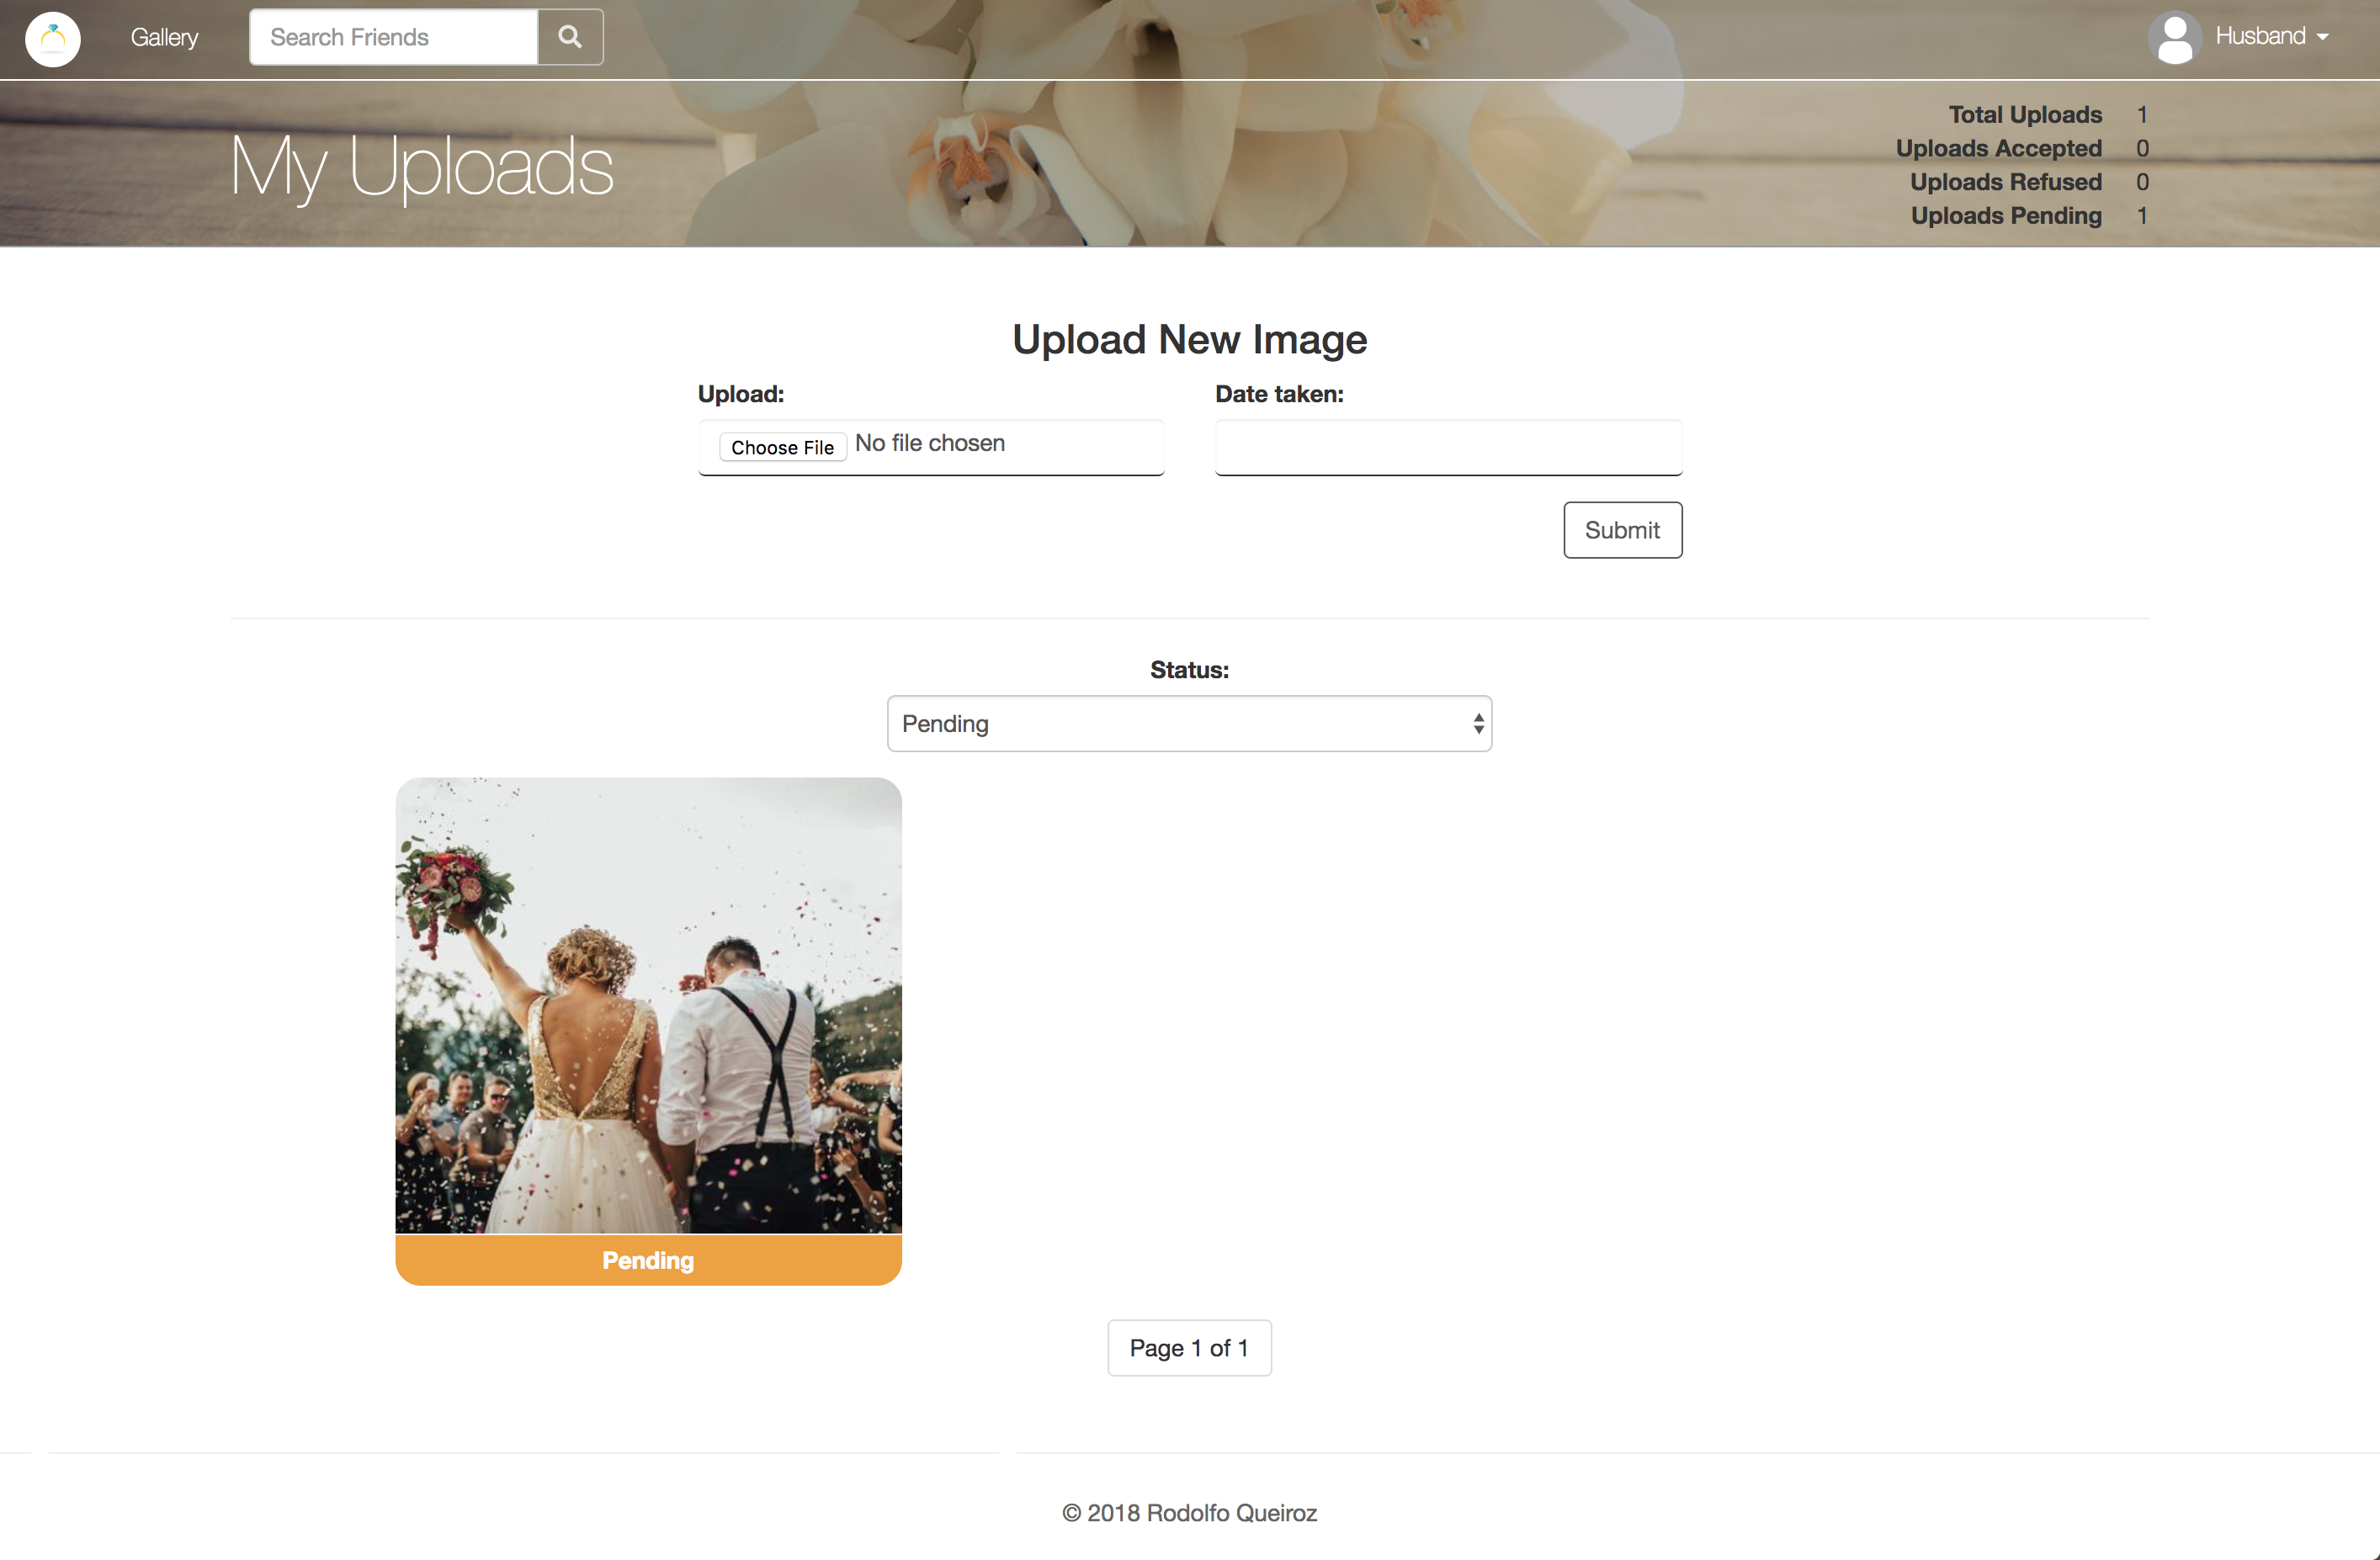 Gallery
Search Friends
Husband
My Uploads
Total Uploads 1
Uploads Accepted 0
Uploads Refused 0
Uploads Pending 1
Upload New Image
Upload:
Date taken:
Choose File No file chosen
Submit
Status:
Pending
Pending
Page 1 of 1
© 2018 Rodolfo Queiroz